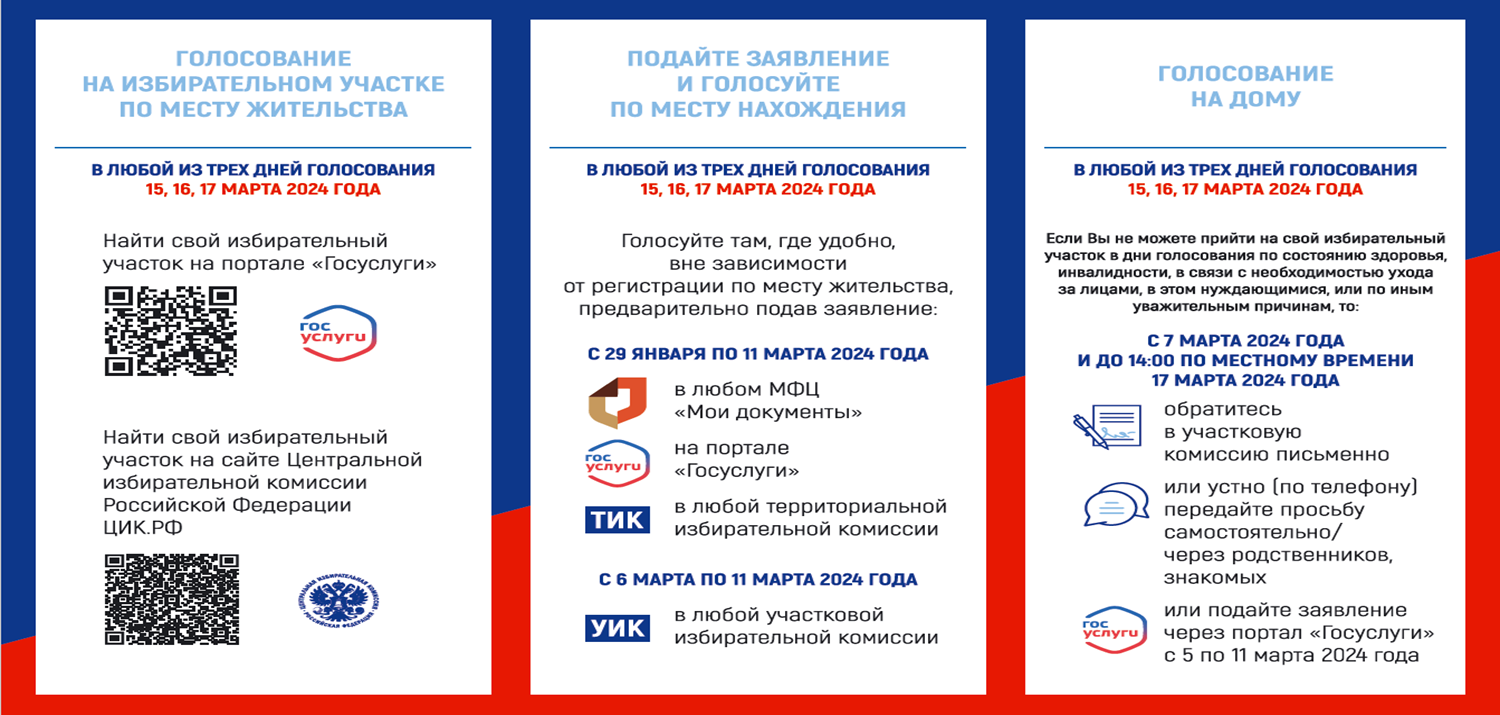 ГОЛОСОВАНИЕ
НА ИЗБИРАТЕЛЬНОМ УЧАСТКЕ
ПО МЕСТУ ЖИТЕЛЬСТВА
В ЛЮБОЙ ИЗ ТРЕХ ДНЕЙ ГОЛОСОВАНИЯ
15, 16, 17 МАРТА 2024 ГОДА
Найти свой избирательный
участок на портале «Госуслуги»
гос
услуги
Найти свой избирательный
участок на сайте Центральной
избирательной комиссии
Российской Федерации
ЦИК.РФ
ЦЕНТРАЛЬНАЯ ИЗБИРАТЕЛЬНАЯ КОМИССИЯ
РОССИЙСКАЯ ФЕДЕРАЦИЯ
ПОДАЙТЕ ЗАЯВЛЕНИЕ
И ГОЛОСУЙТЕ
ПО МЕСТУ НАХОЖДЕНИЯ
В ЛЮБОЙ ИЗ ТРЕХ ДНЕЙ ГОЛОСОВАНИЯ
15, 16, 17 МАРТА 2024 ГОДА
Голосуйте там, где удобно,
вне зависимости
от регистрации по месту жительства,
предварительно подав заявление:
С 29 ЯНВАРЯ ПО 11 МАРТА 2024 ГОДА
в любом МФЦ
«Мои документы»
гос
услуги
на портале
«Госуслуги»
ТИК
в любой территориальной
избирательной комиссии
С 6 МАРТА ПО 11 МАРТА 2024 ГОДА
УИК
в любой участковой
избирательной комиссии
ГОЛОСОВАНИЕ
НА ДОМУ
В ЛЮБОЙ ИЗ ТРЕХ ДНЕЙ ГОЛОСОВАНИЯ
15, 16, 17 МАРТА 2024 ГОДА
Если Вы не можете прийти на свой избирательный
участок в дни голосования по состоянию здоровья,
инвалидности, в связи с необходимостью ухода
за лицами, в этом нуждающимися, или по иным
уважительным причинам, то:
С 7 МАРТА 2024 ГОДА
И ДО 14:00 ПО МЕСТНОМУ ВРЕМЕНИ
17 МАРТА 2024 ГОДА
обратитесь
в участковую
комиссию письменно
или устно (по телефону)
передайте просьбу
самостоятельно/
через родственников,
знакомых
гос
услуги
или подайте заявление
через портал «Госуслуги»
с 5 по 11 марта 2024 года